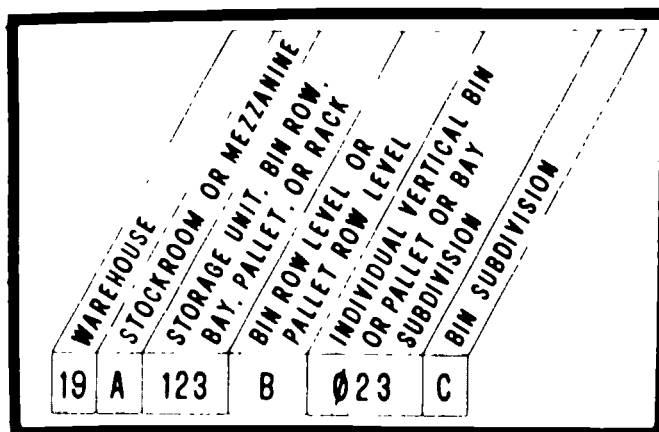 WAREHOUSE
STOCKROOM OR MEZZANINE
STORAGE UNIT, BIN ROW,
BAY, PALLET, OR RACK
BIN ROW LEVEL OR
PALLET ROW LEVEL
INDIVIDUAL VERTICAL BIN
OR PALLET OR BAY
SUBDIVISION
BIN SUBDIVISION
19 A 123 B Ø23 C